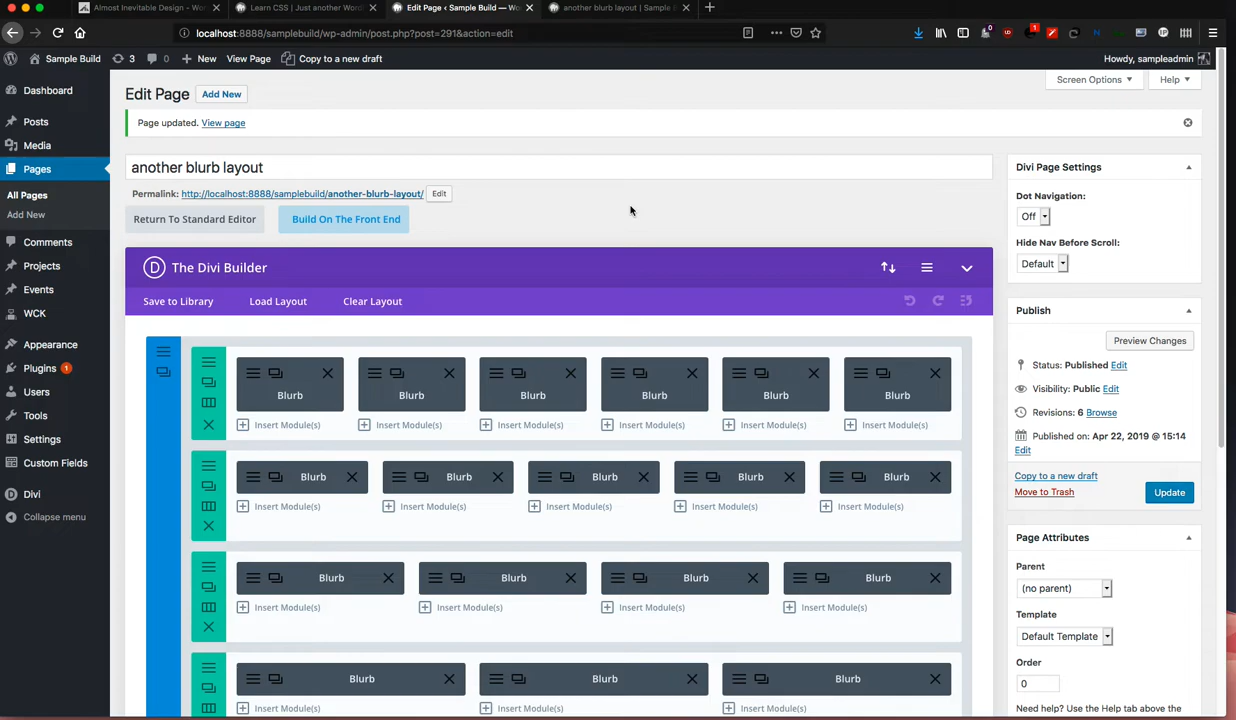 Almost Inevitable Design - Wor
Learn CSS | Just another Word
Edit Page ‹ Sample Build — Wo
another blurb layout | Sample B
localhost:8888/samplebuild/wp-admin/post.php?post=291&action=edit
Sample Build
3
0
New
View Page
Copy to a new draft
Howdy, sampleadmin
Dashboard
Posts
Media
Pages
All Pages
Add New
Comments
Projects
Events
WCK
Appearance
Plugins 1
Users
Tools
Settings
Custom Fields
Divi
Collapse menu
Screen Options
Help
Edit Page
Add New
Page updated. View page
another blurb layout
Permalink: http://localhost:8888/samplebuild/another-blurb-layout/ Edit
Return To Standard Editor
Build On The Front End
D The Divi Builder
Save to Library
Load Layout
Clear Layout
Blurb Blurb Blurb Blurb Blurb Blurb
Insert Module(s) Insert Module(s) Insert Module(s) Insert Module(s) Insert Module(s) Insert Module(s)
Blurb Blurb Blurb Blurb Blurb
Insert Module(s) Insert Module(s) Insert Module(s) Insert Module(s) Insert Module(s)
Blurb Blurb Blurb Blurb
Insert Module(s) Insert Module(s) Insert Module(s) Insert Module(s)
Blurb Blurb Blurb
Insert Module(s) Insert Module(s) Insert Module(s)
Divi Page Settings
Dot Navigation:
Off
Hide Nav Before Scroll:
Default
Publish
Preview Changes
Status: Published Edit
Visibility: Public Edit
Revisions: 6 Browse
Published on: Apr 22, 2019 @ 15:14
Edit
Copy to a new draft
Move to Trash
Update
Page Attributes
Parent
(no parent)
Template
Default Template
Order
0
Need help? Use the Help tab above the